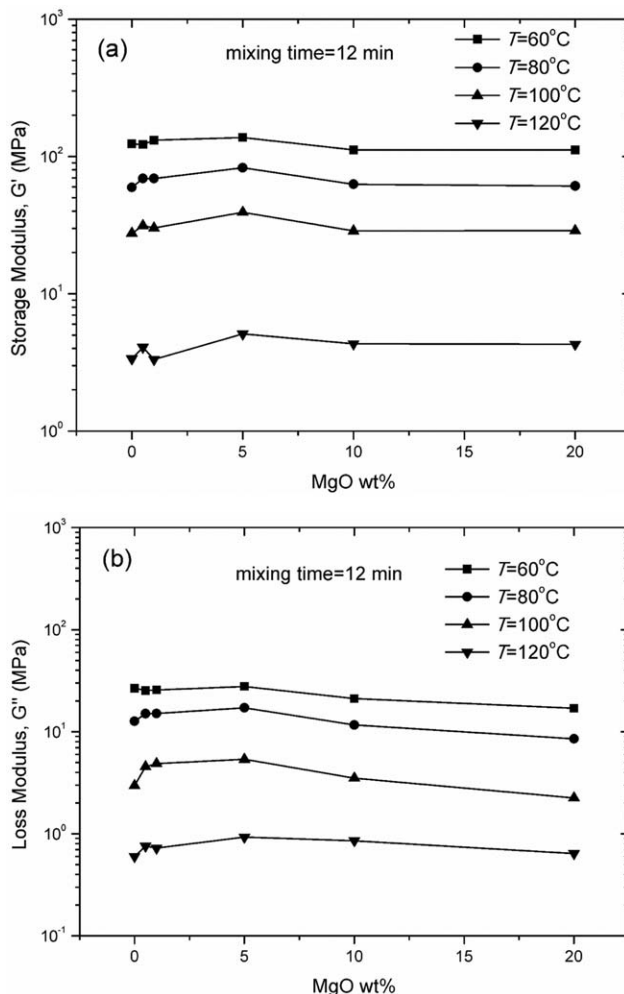 (a)
mixing time=12 min
T=60°C
T=80°C
T=100°C
T=120°C
Storage Modulus, G' (MPa)
10³
10²
10¹
10⁰
0 5 10 15 20
MgO wt%
(b)
mixing time=12 min
T=60°C
T=80°C
T=100°C
T=120°C
Loss Modulus, G" (MPa)
10³
10²
10¹
10⁰
10⁻¹
0 5 10 15 20
MgO wt%